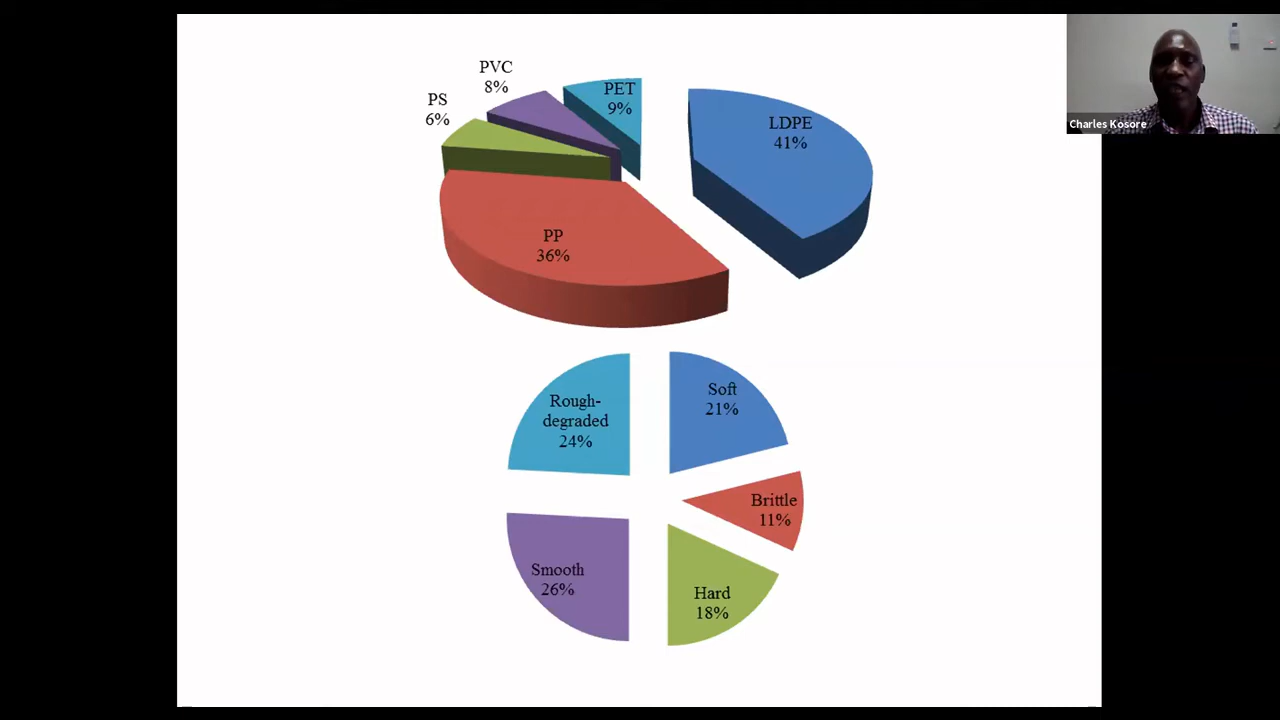 PVC
8%
PET
9%
PS
6%
LDPE
41%
PP
36%
Charles Kosore
Soft
21%
Rough-
degraded
24%
Brittle
11%
Smooth
26%
Hard
18%